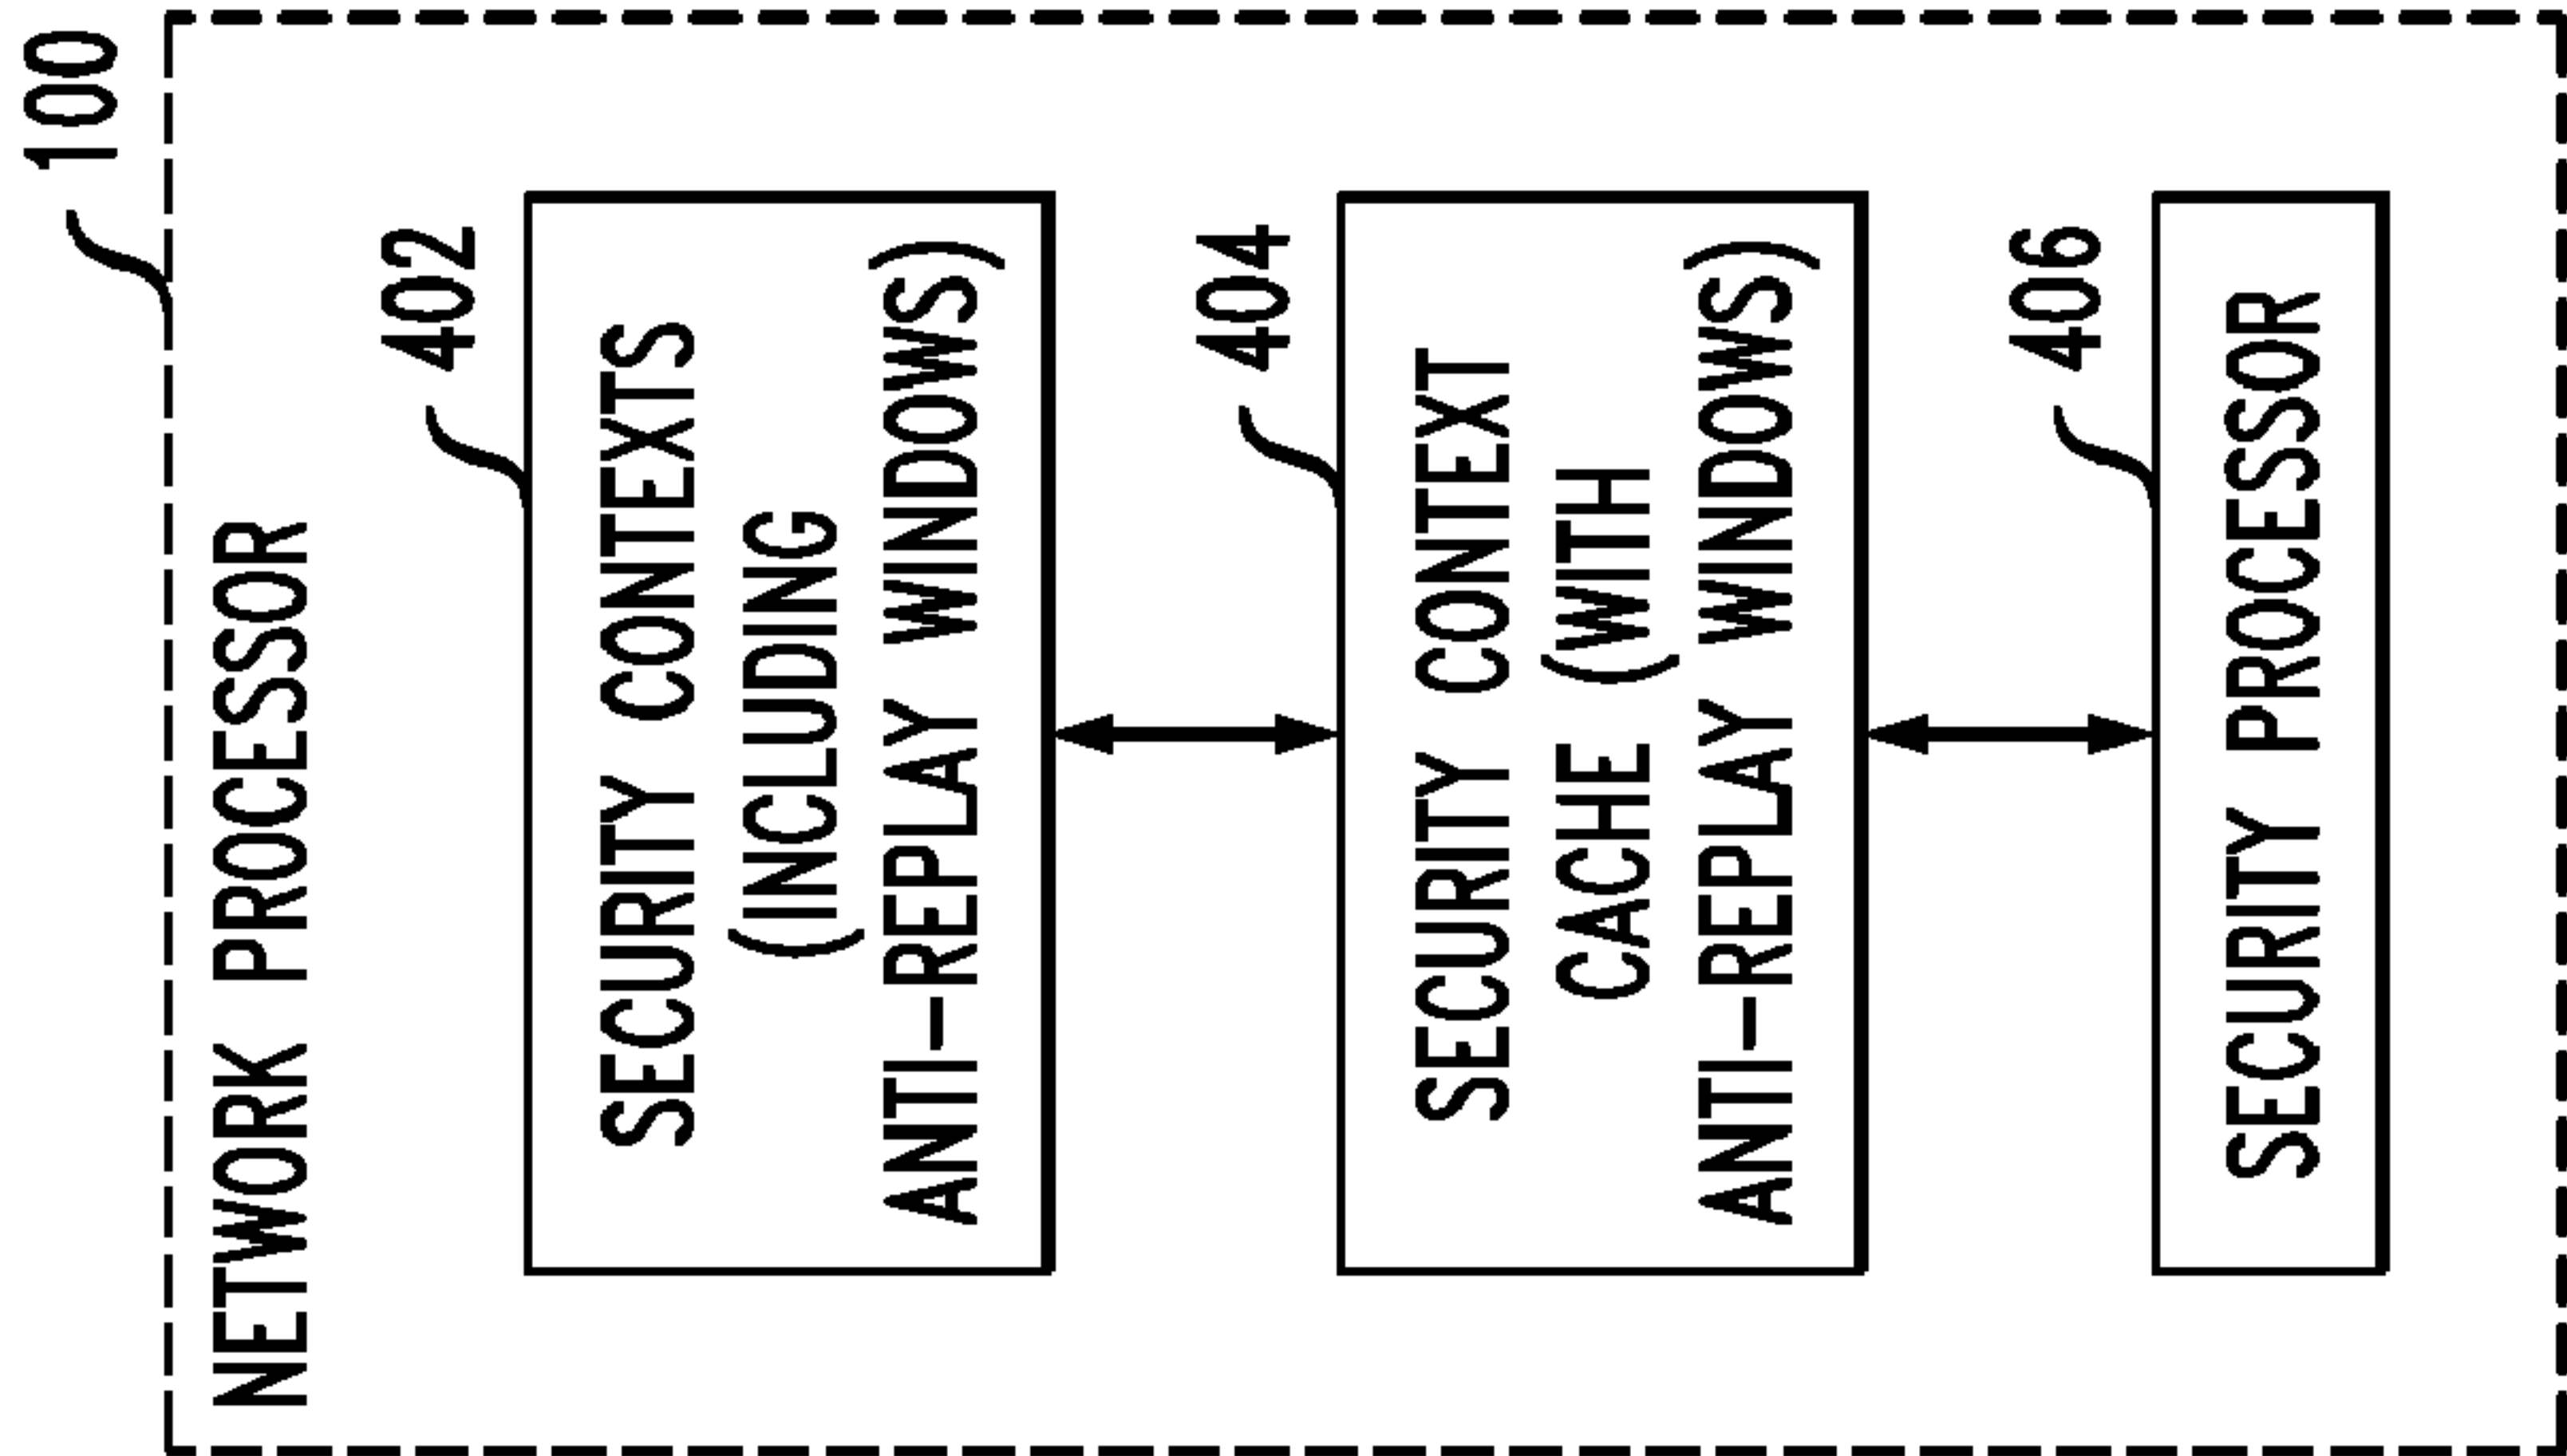 100
NETWORK PROCESSOR
402
SECURITY CONTEXTS
(INCLUDING
ANTI-REPLAY WINDOWS)
404
SECURITY CONTEXT
CACHE (WITH
ANTI-REPLAY WINDOWS)
406
SECURITY PROCESSOR